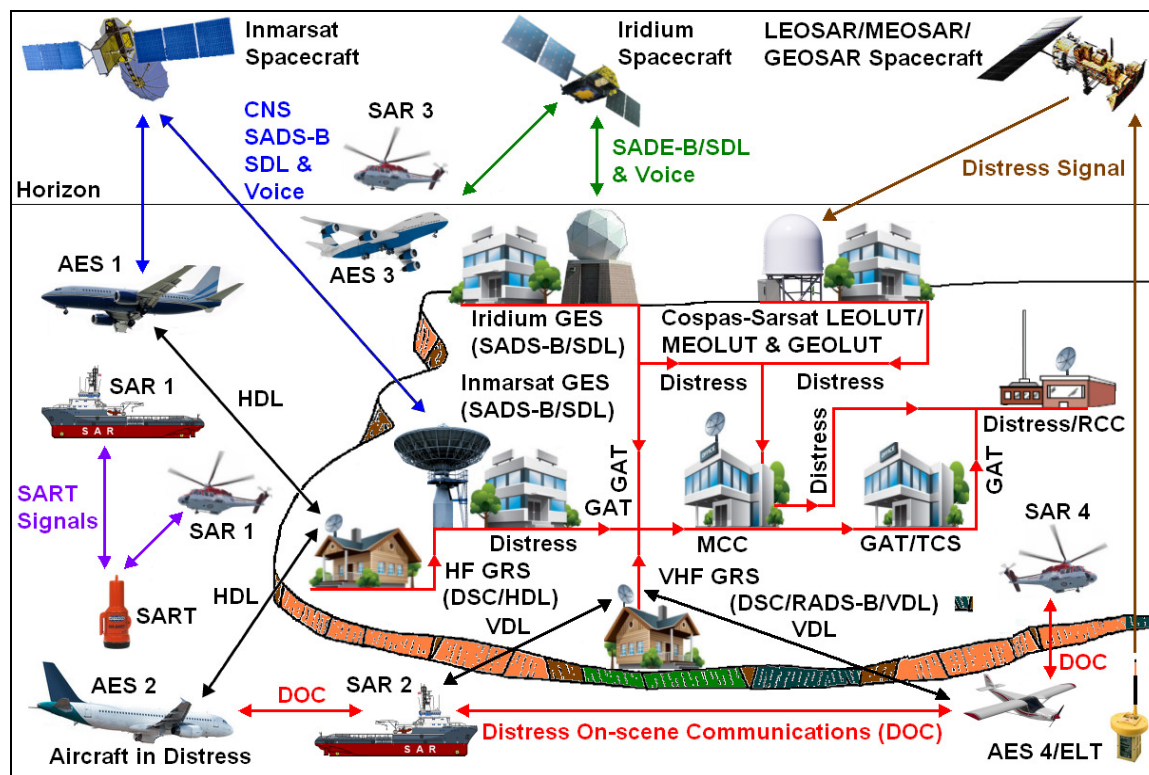 Inmarsat
Spacecraft
Iridium
Spacecraft
LEOSAR/MEOSAR/
GEOSAR Spacecraft
CNS
SADS-B
SDL &
Voice
SAR 3
SADE-B/SDL
& Voice
Distress Signal
Horizon
AES 1
AES 3
Iridium GES
(SADS-B/SDL)
Cospas-Sarsat LEOLUT/
MEOLUT & GEOLUT
Distress
Distress
SAR 1
SAR
HDL
Inmarsat GES
(SADS-B/SDL)
Distress/RCC
SART
Signals
SAR 1
GAT
GAT
Distress
GAT
Distress
MCC
GAT/TCS
SAR 4
SART
HDL
HF GRS
(DSC/HDL)
VDL
VHF GRS
(DSC/RADS-B/VDL)
VDL
DOC
AES 2
DOC
SAR 2
SAR
Distress On-scene Communications (DOC)
Aircraft in Distress
AES 4/ELT